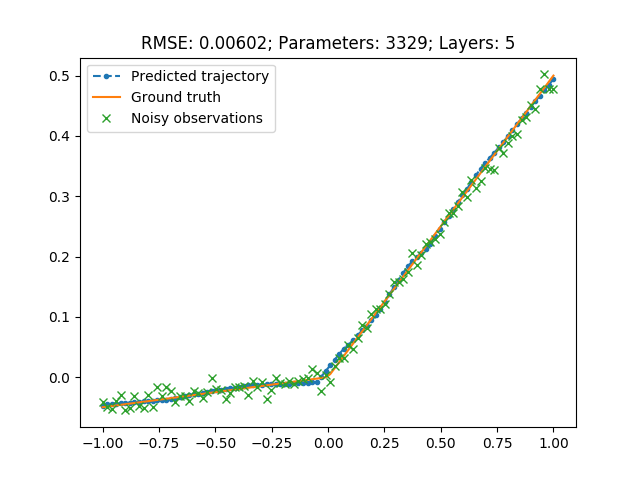 RMSE: 0.00602; Parameters: 3329; Layers: 5
Predicted trajectory
Ground truth
Noisy observations
0.5
0.4
0.3
0.2
0.1
0.0
−1.00 −0.75 −0.50 −0.25 0.00 0.25 0.50 0.75 1.00